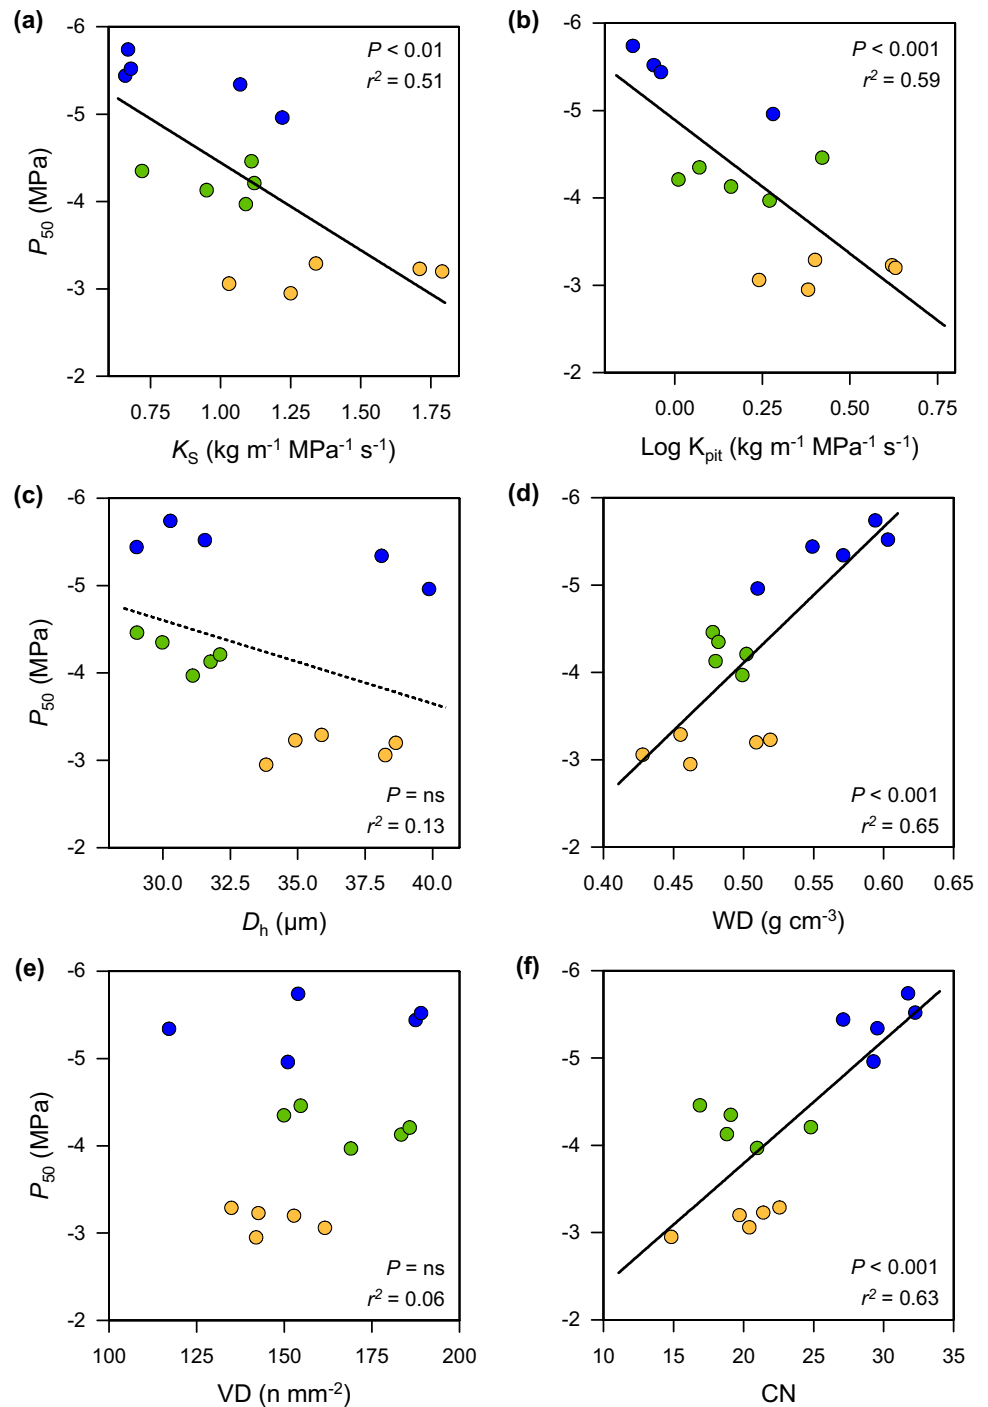 (a)
-6
-5
-4
-3
-2
P50 (MPa)
P < 0.01
r2 = 0.51
0.75 1.00 1.25 1.50 1.75
KS (kg m-1 MPa-1 s-1)
(b)
-6
-5
-4
-3
-2
P < 0.001
r2 = 0.59
0.00 0.25 0.50 0.75
Log Kpit (kg m-1 MPa-1 s-1)
(c)
-6
-5
-4
-3
-2
P50 (MPa)
P = ns
r2 = 0.13
30.0 32.5 35.0 37.5 40.0
Dh (µm)
(d)
-6
-5
-4
-3
-2
P < 0.001
r2 = 0.65
0.40 0.45 0.50 0.55 0.60 0.65
WD (g cm-3)
(e)
-6
-5
-4
-3
-2
P50 (MPa)
P = ns
r2 = 0.06
100 125 150 175 200
VD (n mm-2)
(f)
-6
-5
-4
-3
-2
P < 0.001
r2 = 0.63
10 15 20 25 30 35
CN